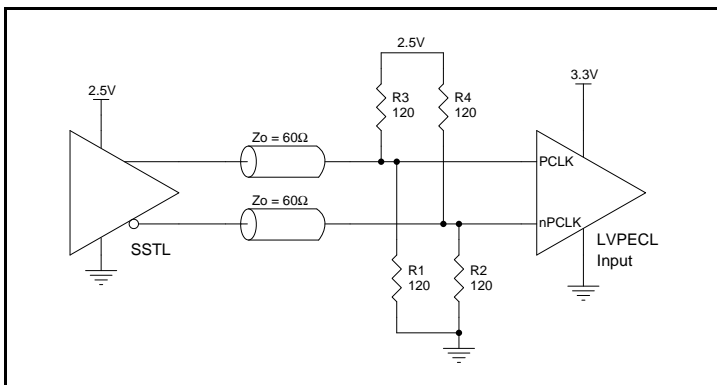 2.5V
2.5V
3.3V
R3
120
R4
120
Zo = 60Ω
PCLK
Zo = 60Ω
nPCLK
SSTL
LVPECL
Input
R1
120
R2
120